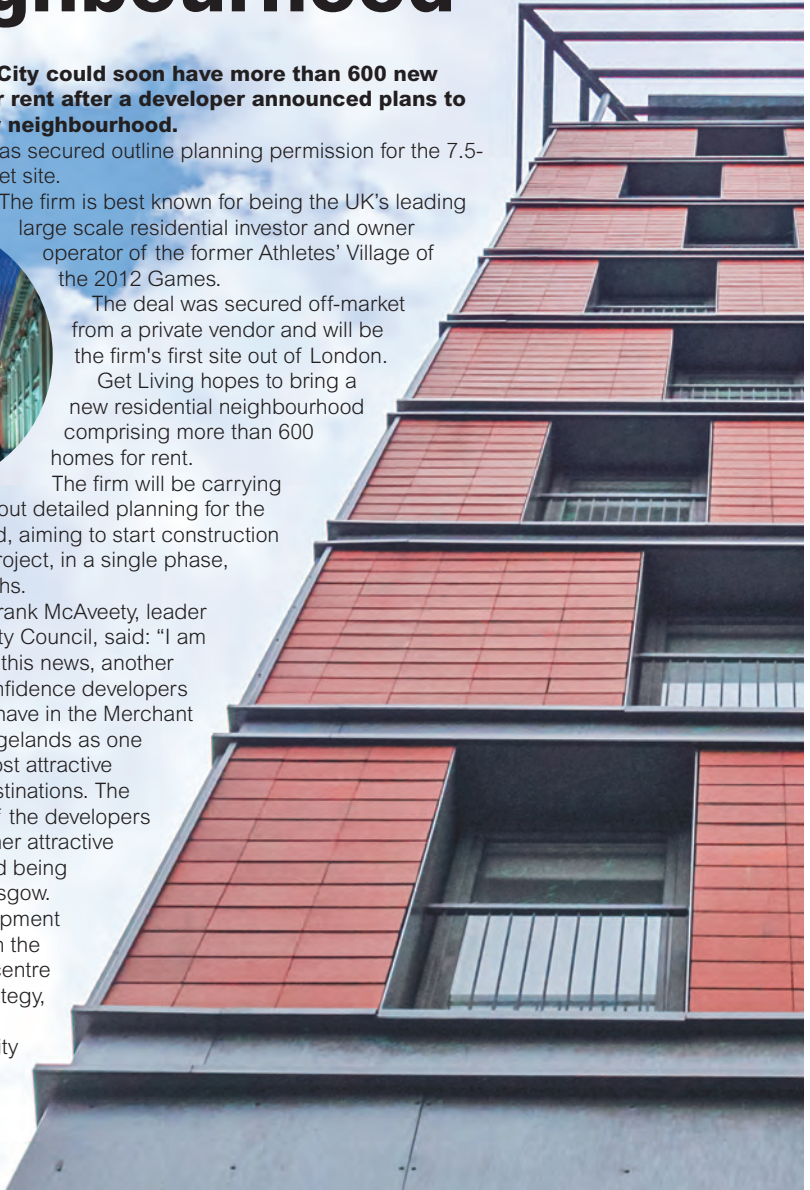 ghbourhood
City could soon have more than 600 new
r rent after a developer announced plans to
neighbourhood.
as secured outline planning permission for the 7.5-
et site.
The firm is best known for being the UK's leading
large scale residential investor and owner
operator of the former Athletes' Village of
the 2012 Games.
The deal was secured off-market
from a private vendor and will be
the firm's first site out of London.
Get Living hopes to bring a
new residential neighbourhood
comprising more than 600
homes for rent.
The firm will be carrying
out detailed planning for the
d, aiming to start construction
roject, in a single phase,
hs.
rank McAveety, leader
ty Council, said: “I am
this news, another
nfidence developers
have in the Merchant
gelands as one
ost attractive
stinations. The
f the developers
er attractive
d being
sgow.
pment
n the
centre
tegy,
ity